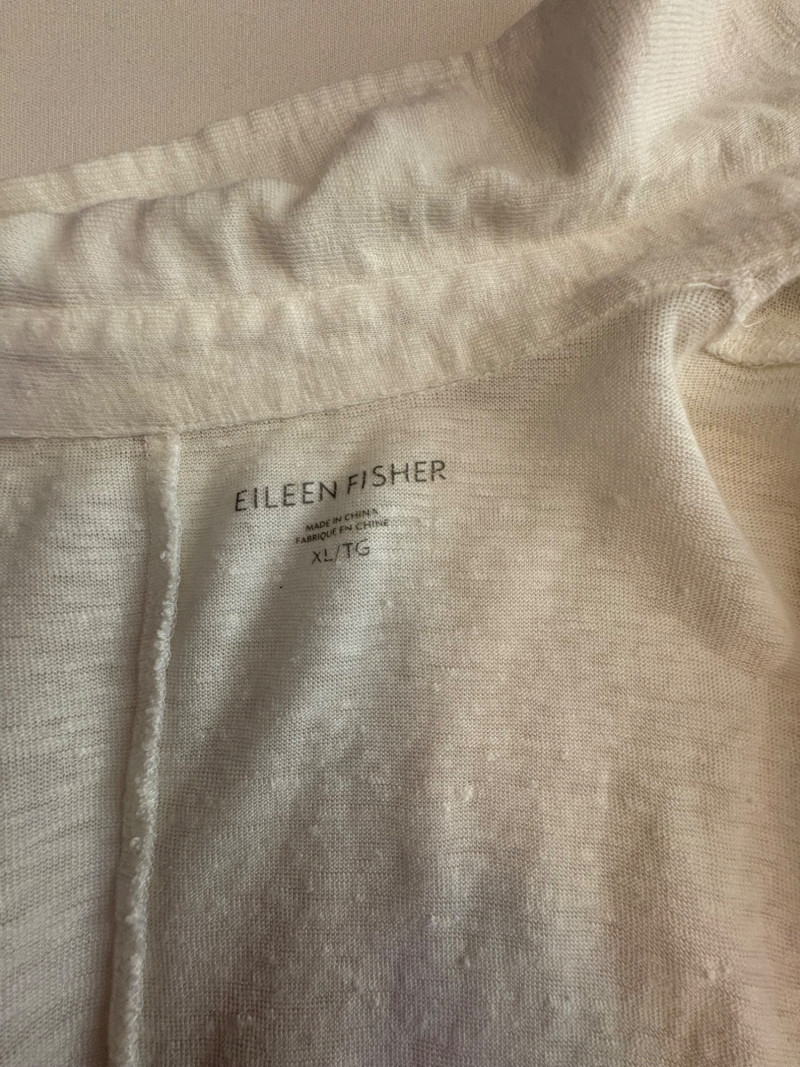 EILEEN FISHER
MADE IN CHINA
FABRIQUÉ EN CHINE
XL/TG